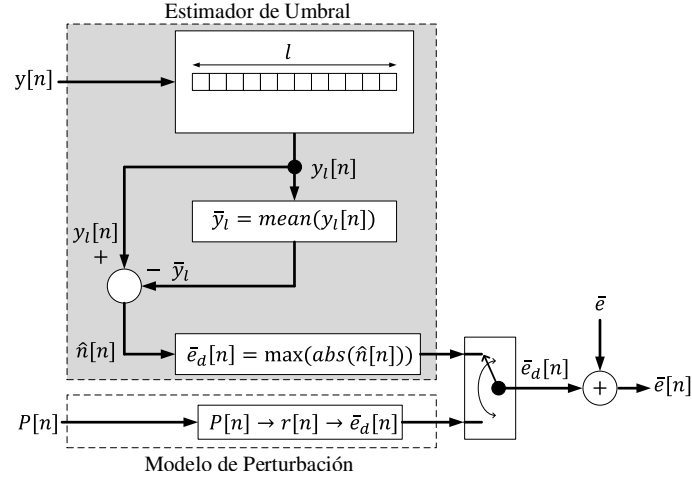 Estimador de Umbral
l
y[n]
y_l[n]
ȳ_l = mean(y_l[n])
y_l[n]
+
− ȳ_l
n̂[n]
ē_d[n] = max(abs(n̂[n]))
ē
ē_d[n]
+
ē[n]
P[n]
P[n] → r[n] → ē_d[n]
Modelo de Perturbación